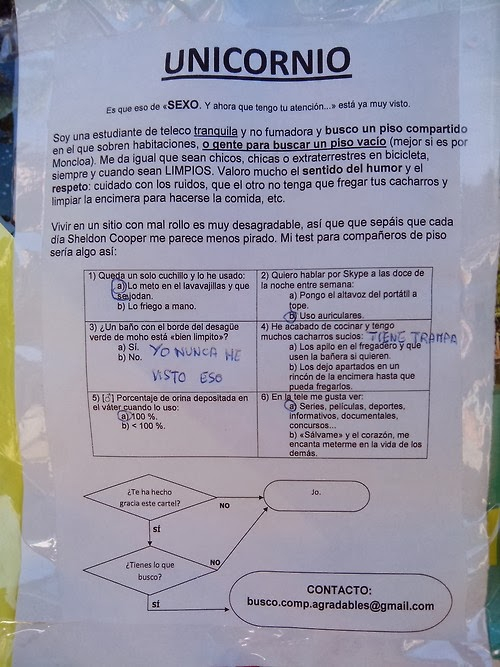 UNICORNIO
Es que eso de «SEXO. Y ahora que tengo tu atención...» está ya muy visto.
Soy una estudiante de teleco tranquila y no fumadora y busco un piso compartido
en el que sobren habitaciones, o gente para buscar un piso vacío (mejor si es por
Moncloa). Me da igual que sean chicos, chicas o extraterrestres en bicicleta,
siempre y cuando sean LIMPIOS. Valoro mucho el sentido del humor y el
respeto: cuidado con los ruidos, que el otro no tenga que fregar tus cacharros y
limpiar la encimera para hacerse la comida, etc.
Vivir en un sitio con mal rollo es muy desagradable, así que que sepáis que cada
día Sheldon Cooper me parece menos pirado. Mi test para compañeros de piso
sería algo así:
1) Queda un solo cuchillo y lo he usado:
a) Lo meto en el lavavajillas y que
se jodan.
b) Lo friego a mano.
2) Quiero hablar por Skype a las doce de
la noche entre semana:
a) Pongo el altavoz del portátil a
tope.
b) Uso auriculares.
3) ¿Un baño con el borde del desagüe
verde de moho está «bien limpito»?
a) Sí.
b) No.
YO NUNCA HE
VISTO ESO
4) He acabado de cocinar y tengo
muchos cacharros sucios:
TIENE TRAMPA
a) Los apilo en el fregadero y que
usen la bañera si quieren.
b) Los dejo apartados en un
rincón de la encimera hasta que
pueda fregarlos.
5) [♂] Porcentaje de orina depositada en
el váter cuando lo uso:
a) 100 %.
b) < 100 %.
6) En la tele me gusta ver:
a) Series, películas, deportes,
informativos, documentales,
concursos...
b) «Sálvame» y el corazón, me
encanta meterme en la vida de los
demás.
¿Te ha hecho
gracia este cartel?
NO
Jo.
SÍ
¿Tienes lo que
busco?
NO
SÍ
CONTACTO:
busco.comp.agradables@gmail.com